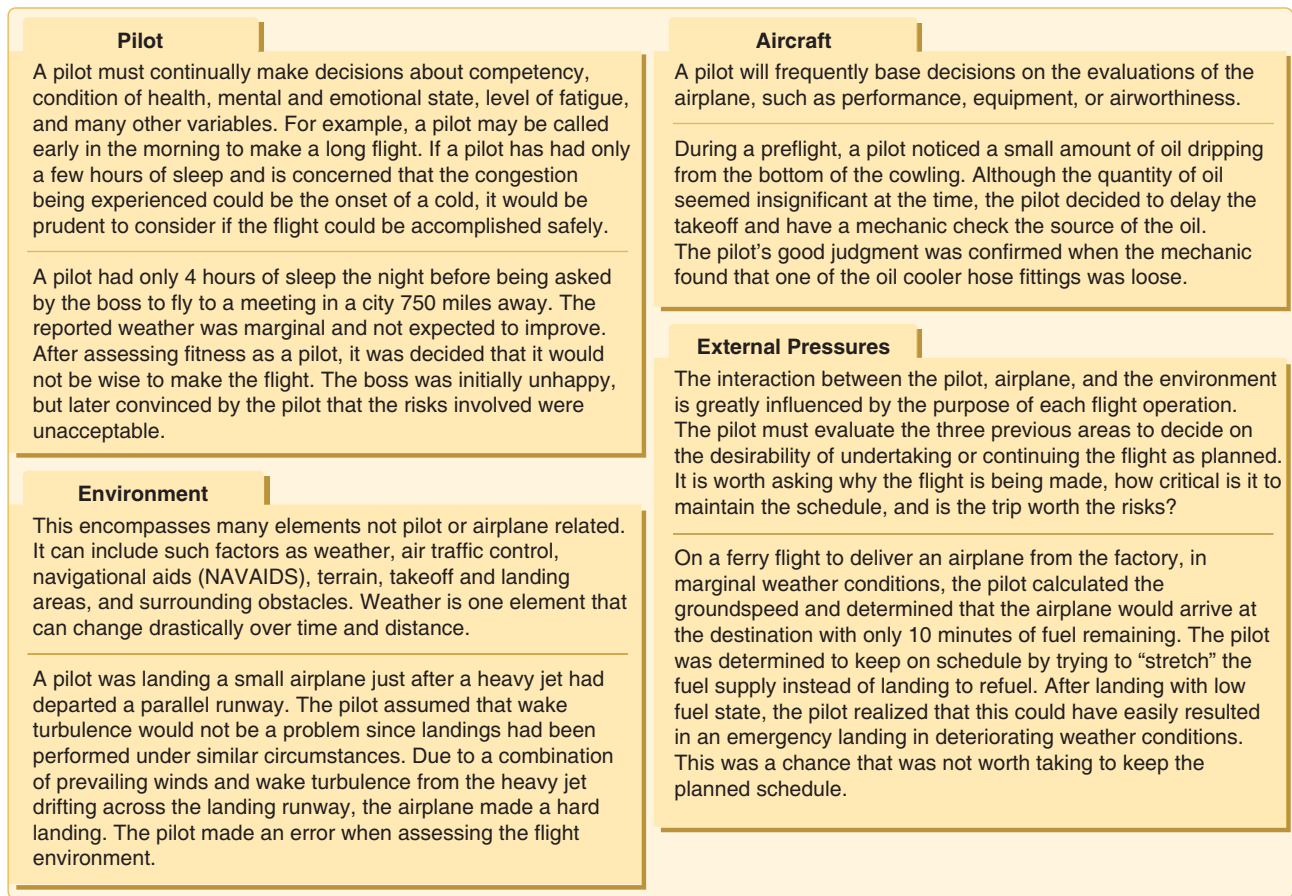 Pilot
A pilot must continually make decisions about competency,
condition of health, mental and emotional state, level of fatigue,
and many other variables. For example, a pilot may be called
early in the morning to make a long flight. If a pilot has had only
a few hours of sleep and is concerned that the congestion
being experienced could be the onset of a cold, it would be
prudent to consider if the flight could be accomplished safely.
A pilot had only 4 hours of sleep the night before being asked
by the boss to fly to a meeting in a city 750 miles away. The
reported weather was marginal and not expected to improve.
After assessing fitness as a pilot, it was decided that it would
not be wise to make the flight. The boss was initially unhappy,
but later convinced by the pilot that the risks involved were
unacceptable.
Environment
This encompasses many elements not pilot or airplane related.
It can include such factors as weather, air traffic control,
navigational aids (NAVAIDS), terrain, takeoff and landing
areas, and surrounding obstacles. Weather is one element that
can change drastically over time and distance.
A pilot was landing a small airplane just after a heavy jet had
departed a parallel runway. The pilot assumed that wake
turbulence would not be a problem since landings had been
performed under similar circumstances. Due to a combination
of prevailing winds and wake turbulence from the heavy jet
drifting across the landing runway, the airplane made a hard
landing. The pilot made an error when assessing the flight
environment.
Aircraft
A pilot will frequently base decisions on the evaluations of the
airplane, such as performance, equipment, or airworthiness.
During a preflight, a pilot noticed a small amount of oil dripping
from the bottom of the cowling. Although the quantity of oil
seemed insignificant at the time, the pilot decided to delay the
takeoff and have a mechanic check the source of the oil.
The pilot's good judgment was confirmed when the mechanic
found that one of the oil cooler hose fittings was loose.
External Pressures
The interaction between the pilot, airplane, and the environment
is greatly influenced by the purpose of each flight operation.
The pilot must evaluate the three previous areas to decide on
the desirability of undertaking or continuing the flight as planned.
It is worth asking why the flight is being made, how critical is it to
maintain the schedule, and is the trip worth the risks?
On a ferry flight to deliver an airplane from the factory, in
marginal weather conditions, the pilot calculated the
groundspeed and determined that the airplane would arrive at
the destination with only 10 minutes of fuel remaining. The pilot
was determined to keep on schedule by trying to “stretch” the
fuel supply instead of landing to refuel. After landing with low
fuel state, the pilot realized that this could have easily resulted
in an emergency landing in deteriorating weather conditions.
This was a chance that was not worth taking to keep the
planned schedule.